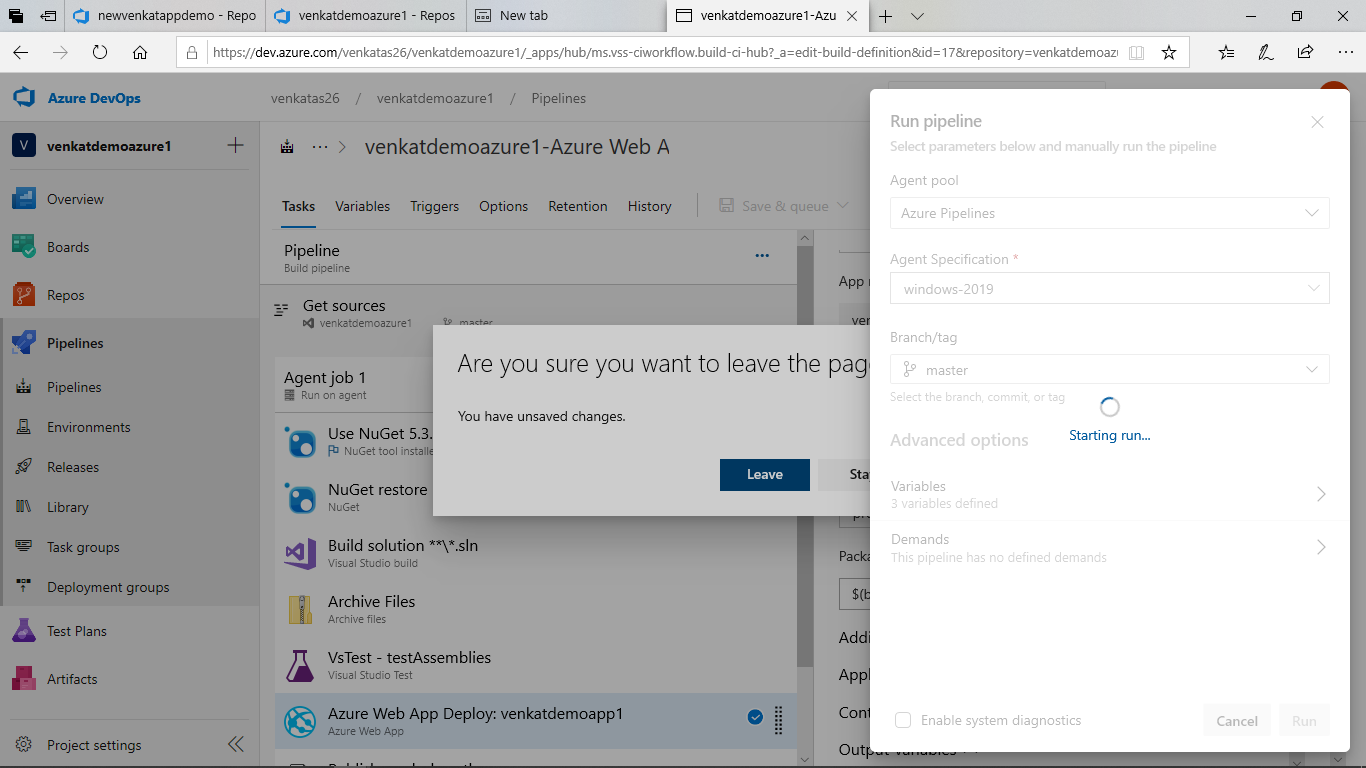 newvenkatappdemo - Repo
venkatdemoazure1 - Repos
New tab
venkatdemoazure1-Azu
https://dev.azure.com/venkatas26/venkatdemoazure1/_apps/hub/ms.vss-ciworkflow.build-ci-hub?_a=edit-build-definition&id=17&repository=venkatdemoazu
Azure DevOps
venkatas26 / venkatdemoazure1 / Pipelines
V venkatdemoazure1
Overview
Boards
Repos
Pipelines
Pipelines
Environments
Releases
Library
Task groups
Deployment groups
Test Plans
Artifacts
Project settings
... > venkatdemoazure1-Azure Web A
Tasks Variables Triggers Options Retention History Save & queue
Pipeline
Build pipeline
Get sources
venkatdemoazure1 master
Agent job 1
Run on agent
Use NuGet 5.3.
NuGet tool installe
NuGet restore
NuGet
Build solution **\*.sln
Visual Studio build
Archive Files
Archive files
VsTest - testAssemblies
Visual Studio Test
Azure Web App Deploy: venkatdemoapp1
Azure Web App
App
ven
Packa
$(b
Addi
Appl
Cont
Output Variables
Are you sure you want to leave the pag
You have unsaved changes.
Leave
Sta
Run pipeline
Select parameters below and manually run the pipeline
Agent pool
Azure Pipelines
Agent Specification *
windows-2019
Branch/tag
master
Select the branch, commit, or tag
Starting run...
Advanced options
Variables
3 variables defined
Demands
This pipeline has no defined demands
Enable system diagnostics
Cancel
Run